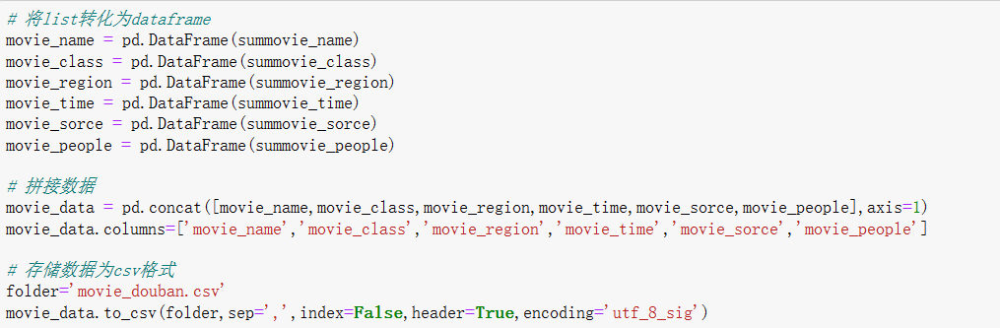 # 将list转化为dataframe
movie_name = pd.DataFrame(summovie_name)
movie_class = pd.DataFrame(summovie_class)
movie_region = pd.DataFrame(summovie_region)
movie_time = pd.DataFrame(summovie_time)
movie_sorce = pd.DataFrame(summovie_sorce)
movie_people = pd.DataFrame(summovie_people)
# 拼接数据
movie_data = pd.concat([movie_name,movie_class,movie_region,movie_time,movie_sorce,movie_people],axis=1)
movie_data.columns=['movie_name','movie_class','movie_region','movie_time','movie_sorce','movie_people']
# 存储数据为csv格式
folder='movie_douban.csv'
movie_data.to_csv(folder,sep=',',index=False,header=True,encoding='utf_8_sig')